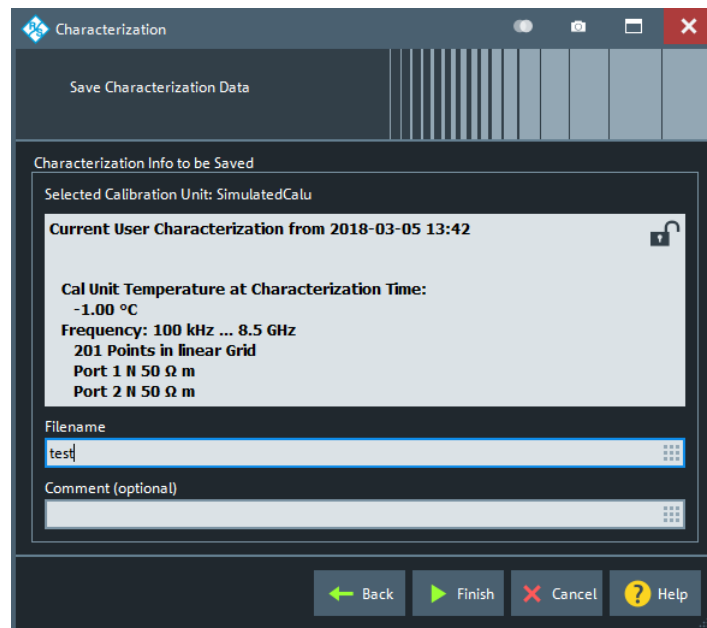 Characterization
Save Characterization Data
Characterization Info to be Saved
Selected Calibration Unit: SimulatedCalu
Current User Characterization from 2018-03-05 13:42
Cal Unit Temperature at Characterization Time:
-1.00 °C
Frequency: 100 kHz ... 8.5 GHz
201 Points in linear Grid
Port 1 N 50 Ω m
Port 2 N 50 Ω m
Filename
test
Comment (optional)
Back
Finish
Cancel
? Help